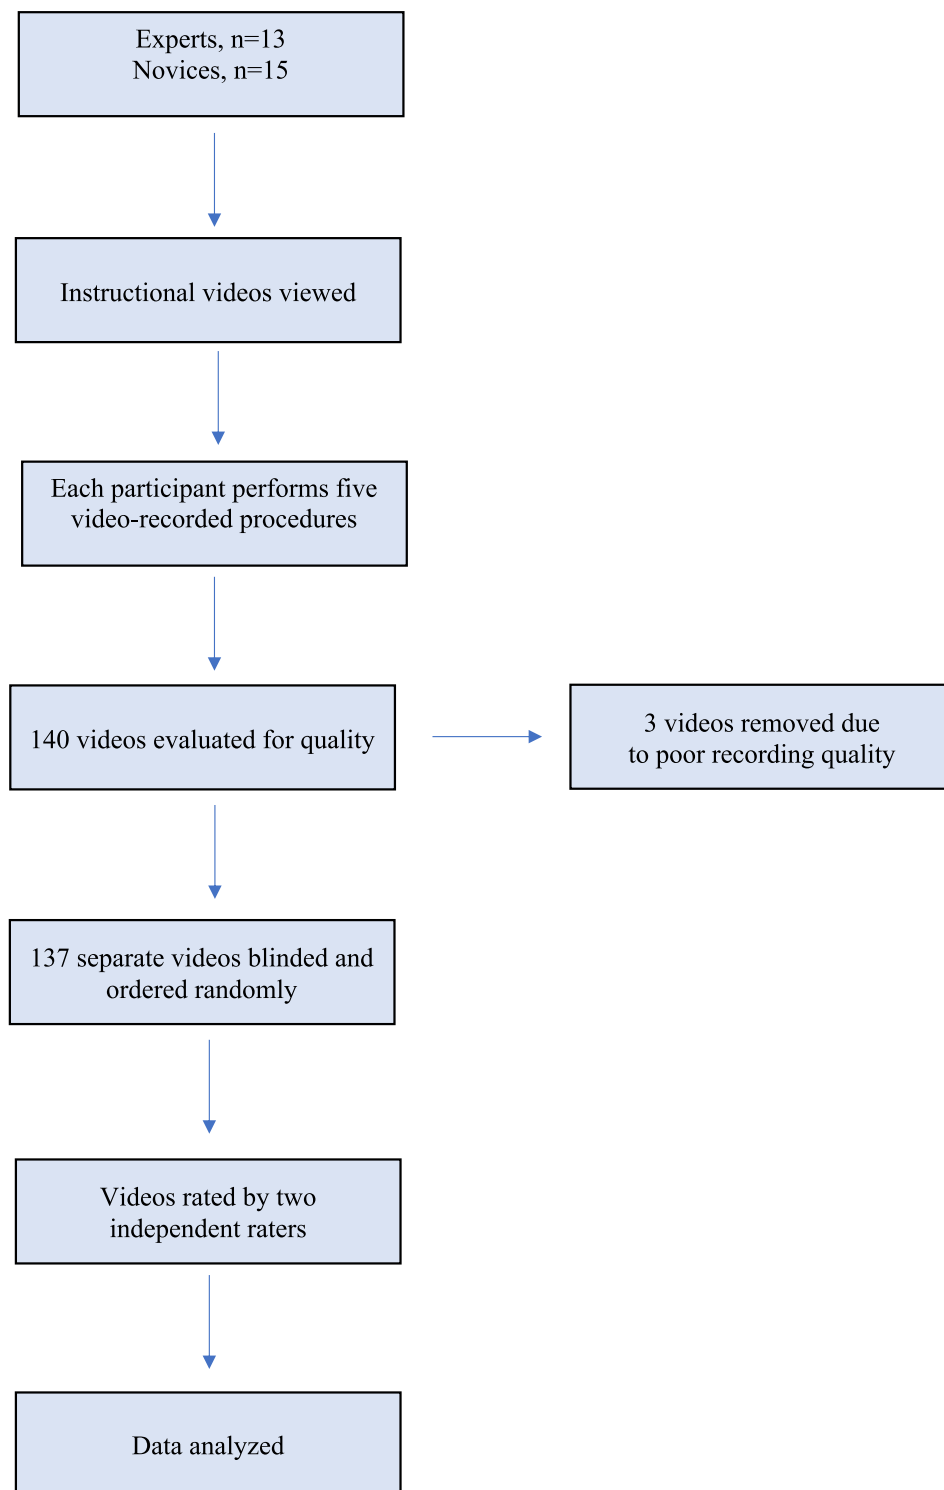 Experts, n=13
Novices, n=15
Instructional videos viewed
Each participant performs five
video-recorded procedures
140 videos evaluated for quality
3 videos removed due
to poor recording quality
137 separate videos blinded and
ordered randomly
Videos rated by two
independent raters
Data analyzed